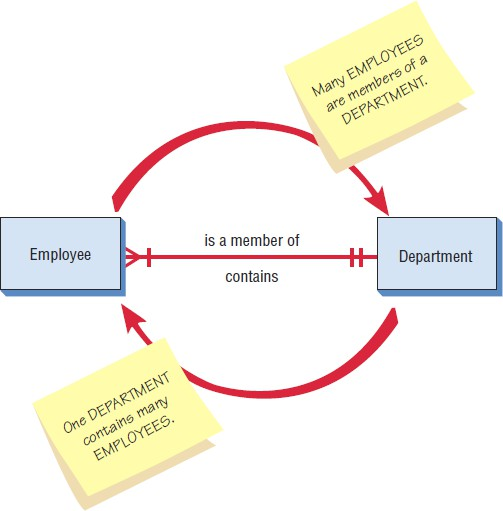 Many EMPLOYEES
are members of a
DEPARTMENT.
Employee
is a member of
contains
Department
One DEPARTMENT
contains many
EMPLOYEES.